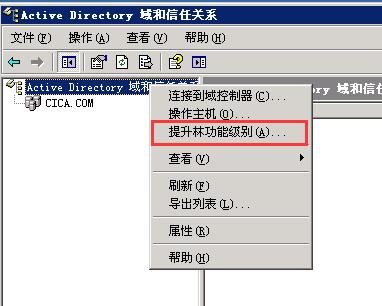 Active Directory 域和信任关系
文件(F) 操作(A) 查看(V) 帮助(H)
Active Directory 域和信任关系
CICA.COM
连接到域控制器(C)...
操作主机(O)...
提升林功能级别(A)...
查看(V)
刷新(F)
导出列表(L)...
属性(R)
帮助(H)
Directory 域和信任关